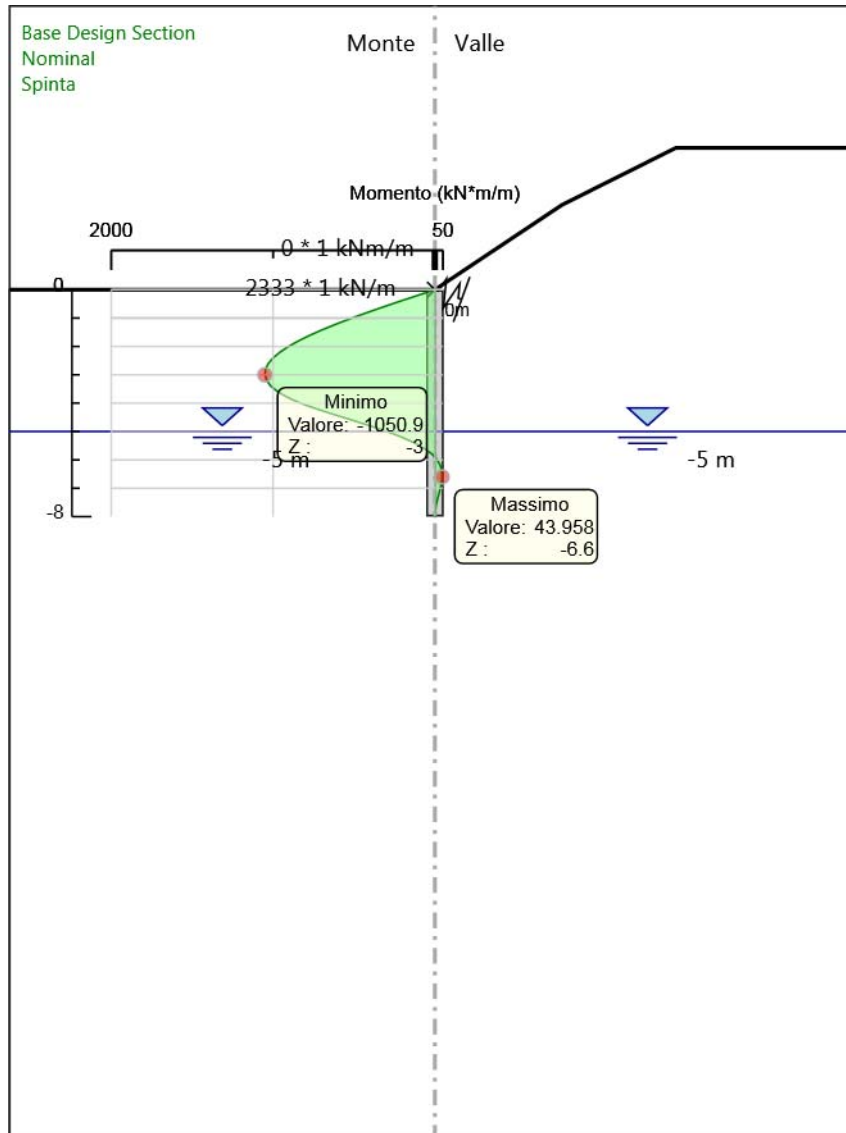 Base Design Section
Nominal
Spinta
Monte
Valle
Momento (kN*m/m)
2000
50
0 * 1 kNm/m
0
2333 * 1 kN/m
0m
Minimo
Valore: -1050.9
Z : -3
-5 m
-5 m
-8
Massimo
Valore: 43.958
Z : -6.6